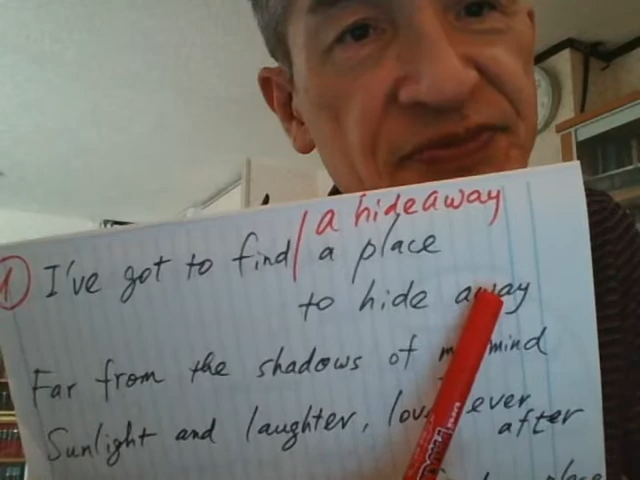 ① a hideaway
I've got to find / a place
to hide away
Far from the shadows of mind
Sunlight and laughter, ever
after
place